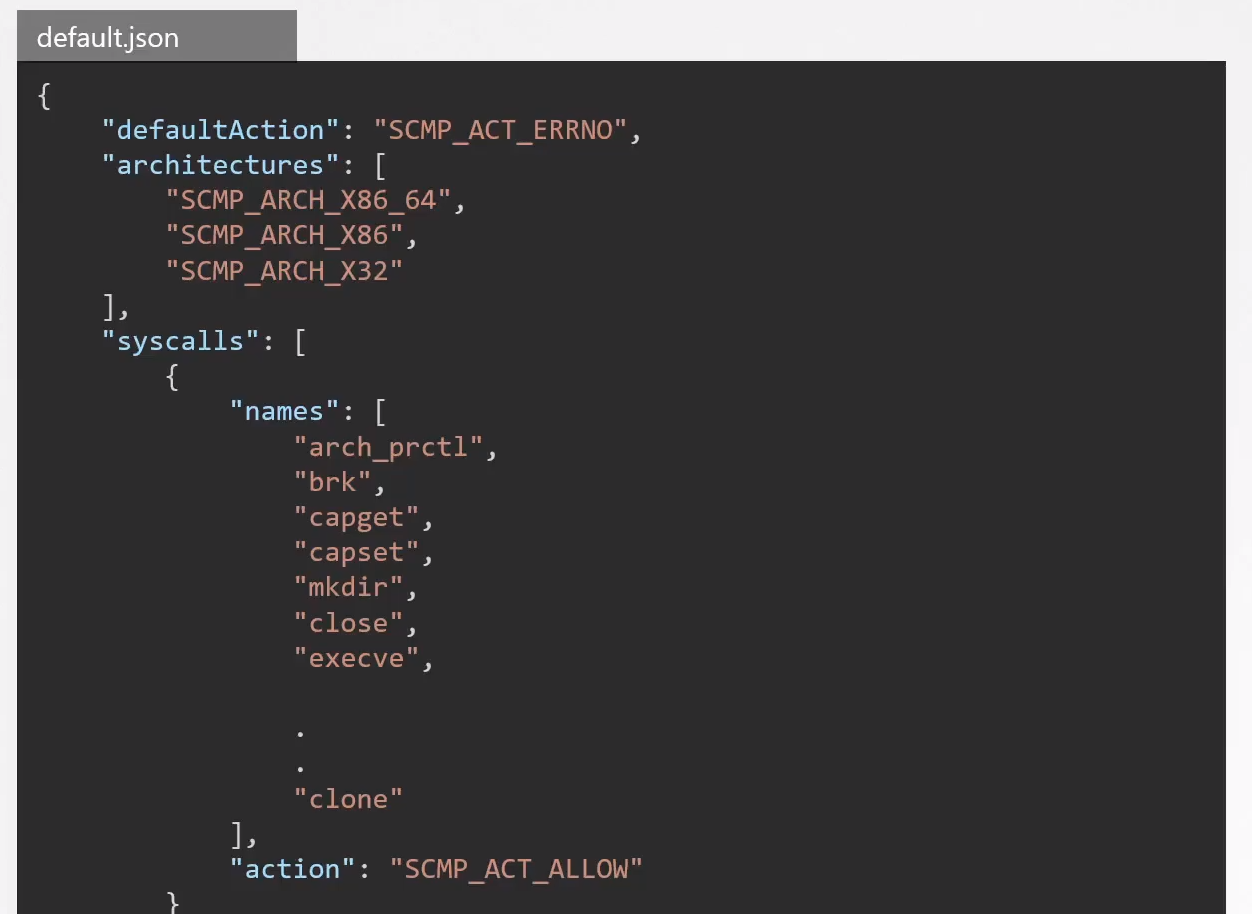 default.json
{
    "defaultAction": "SCMP_ACT_ERRNO",
    "architectures": [
        "SCMP_ARCH_X86_64",
        "SCMP_ARCH_X86",
        "SCMP_ARCH_X32"
    ],
    "syscalls": [
        {
            "names": [
                "arch_prctl",
                "brk",
                "capget",
                "capset",
                "mkdir",
                "close",
                "execve",
                .
                .
                "clone"
            ],
            "action": "SCMP_ACT_ALLOW"
        }